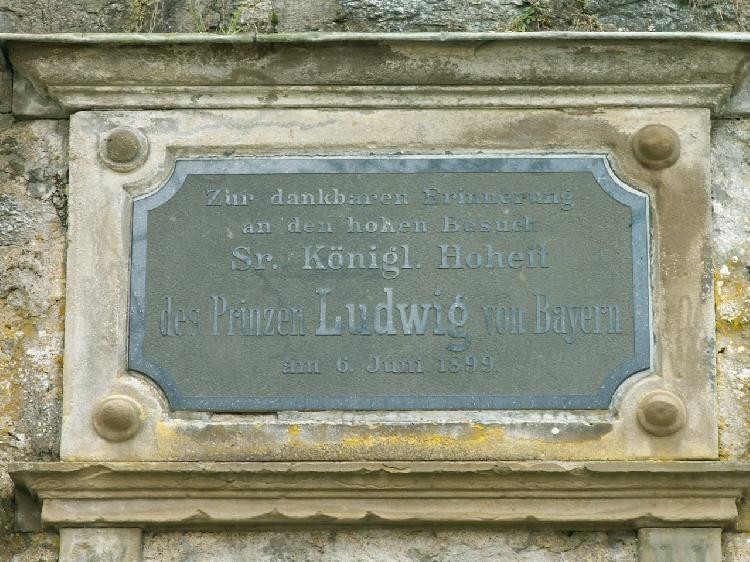 Zur dankbaren Erinnerung
an den hohen Besuch
Sr. Königl. Hoheit
des Prinzen Ludwig von Bayern
am 6. Juni 1899.